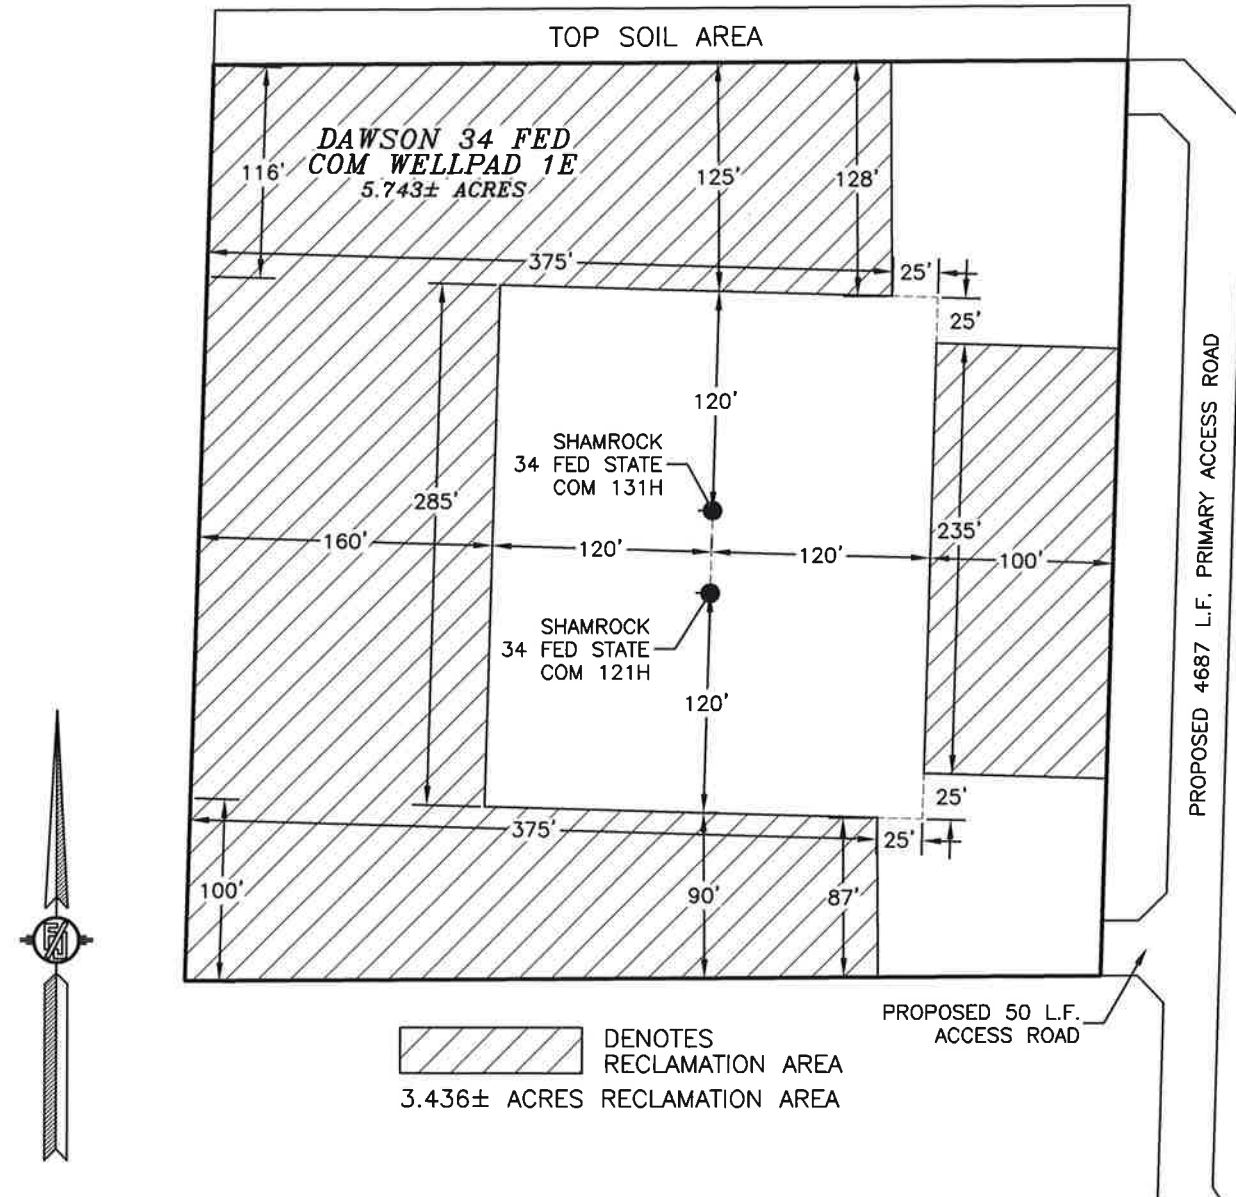 TOP SOIL AREA
DAWSON 34 FED
COM WELLPAD 1E
5.743± ACRES
116'
125'
128'
375'
25'
25'
120'
SHAMROCK
34 FED STATE
COM 131H
285'
235'
160'
120'
120'
100'
SHAMROCK
34 FED STATE
COM 121H
120'
25'
375'
25'
100'
90'
87'
PROPOSED 4687 L.F. PRIMARY ACCESS ROAD
PROPOSED 50 L.F.
ACCESS ROAD
DENOTES
RECLAMATION AREA
3.436± ACRES RECLAMATION AREA